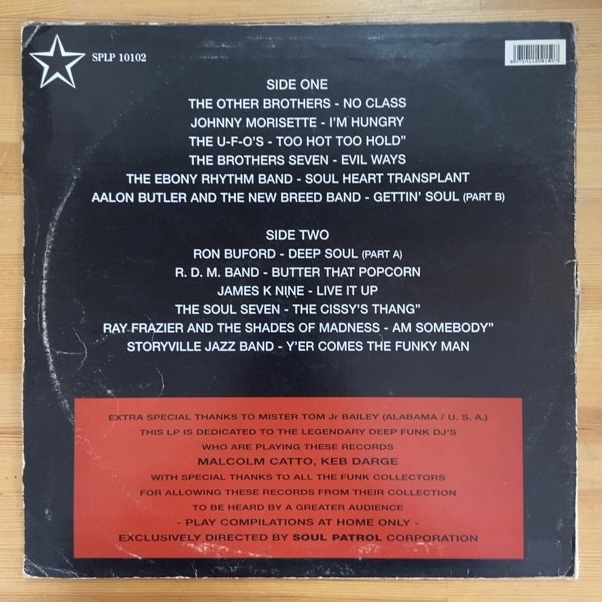 SPLP 10102
SIDE ONE
THE OTHER BROTHERS - NO CLASS
JOHNNY MORISETTE - I'M HUNGRY
THE U-F-O'S - TOO HOT TOO HOLD"
THE BROTHERS SEVEN - EVIL WAYS
THE EBONY RHYTHM BAND - SOUL HEART TRANSPLANT
AALON BUTLER AND THE NEW BREED BAND - GETTIN' SOUL (PART B)
SIDE TWO
RON BUFORD - DEEP SOUL (PART A)
R. D. M. BAND - BUTTER THAT POPCORN
JAMES K NINE - LIVE IT UP
THE SOUL SEVEN - THE CISSY'S THANG"
RAY FRAZIER AND THE SHADES OF MADNESS - AM SOMEBODY"
STORYVILLE JAZZ BAND - Y'ER COMES THE FUNKY MAN
EXTRA SPECIAL THANKS TO MISTER TOM Jr BAILEY (ALABAMA / U. S. A.)
THIS LP IS DEDICATED TO THE LEGENDARY DEEP FUNK DJ'S
WHO ARE PLAYING THESE RECORDS
MALCOLM CATTO, KEB DARGE
WITH SPECIAL THANKS TO ALL THE FUNK COLLECTORS
FOR ALLOWING THESE RECORDS FROM THEIR COLLECTION
TO BE HEARD BY A GREATER AUDIENCE
- PLAY COMPILATIONS AT HOME ONLY -
EXCLUSIVELY DIRECTED BY SOUL PATROL CORPORATION